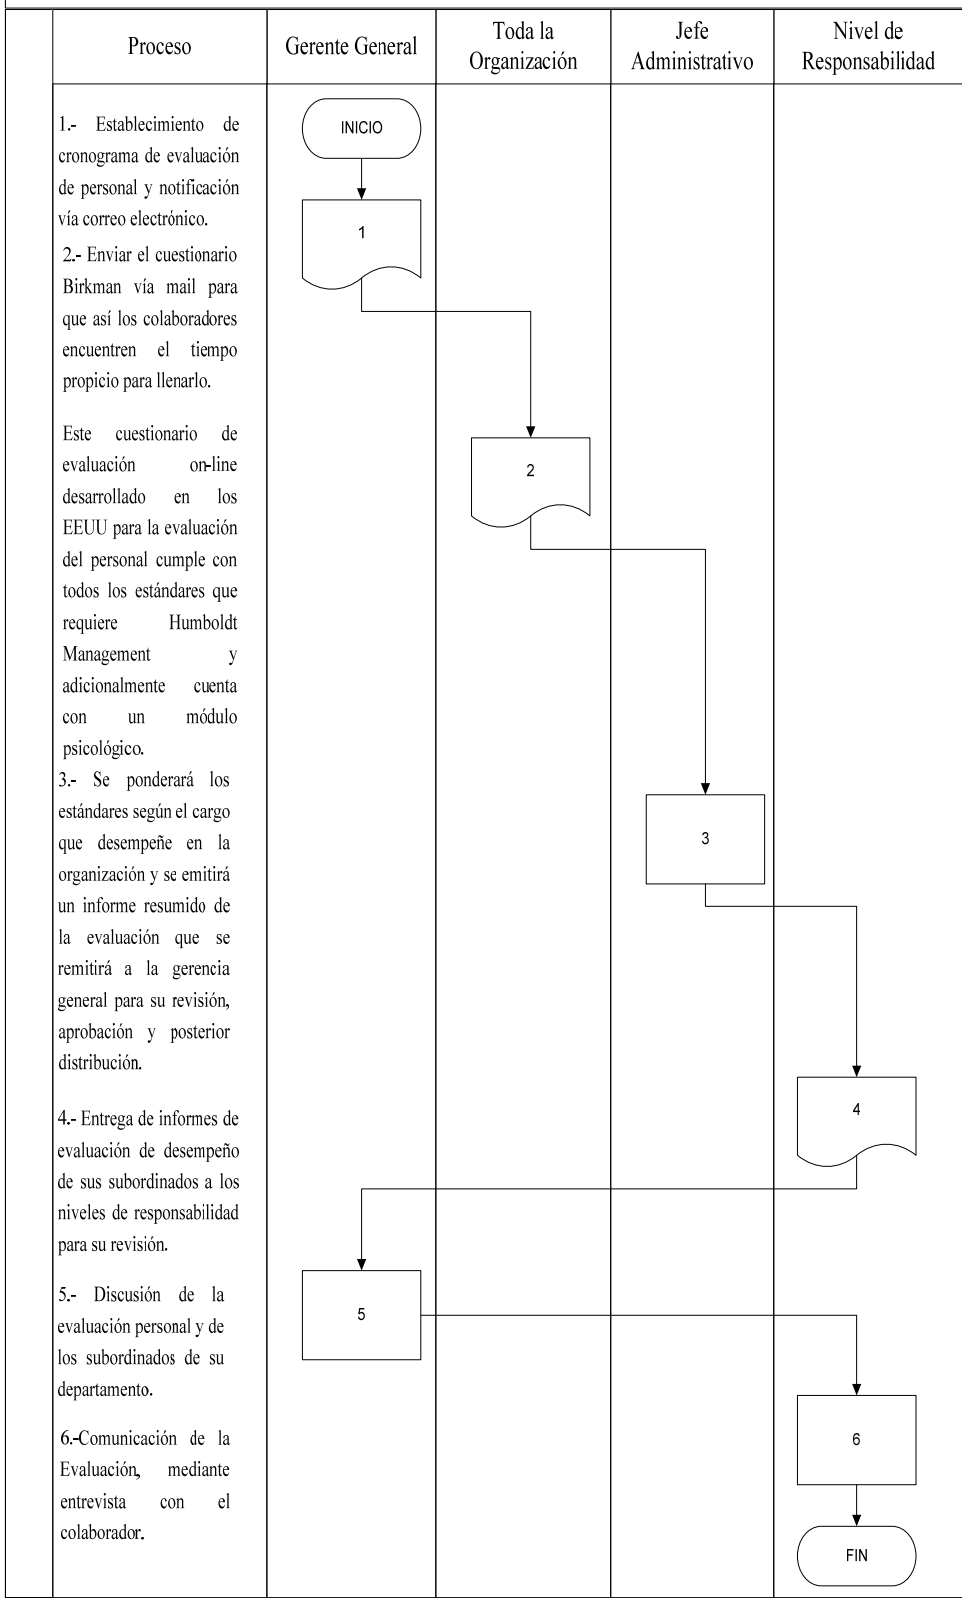 Proceso
Gerente General
Toda la
Organización
Jefe
Administrativo
Nivel de
Responsabilidad
1.- Establecimiento de
cronograma de evaluación
de personal y notificación
vía correo electrónico.
2.- Enviar el cuestionario
Birkman vía mail para
que así los colaboradores
encuentren el tiempo
propicio para llenarlo.
Este cuestionario de
evaluación on-line
desarrollado en los
EEUU para la evaluación
del personal cumple con
todos los estándares que
requiere Humboldt
Management y
adicionalmente cuenta
con un módulo
psicológico.
3.- Se ponderará los
estándares según el cargo
que desempeñe en la
organización y se emitirá
un informe resumido de
la evaluación que se
remitirá a la gerencia
general para su revisión,
aprobación y posterior
distribución.
4.- Entrega de informes de
evaluación de desempeño
de sus subordinados a los
niveles de responsabilidad
para su revisión.
5.- Discusión de la
evaluación personal y de
los subordinados de su
departamento.
6.-Comunicación de la
Evaluación, mediante
entrevista con el
colaborador.
INICIO
1
2
3
4
5
6
FIN